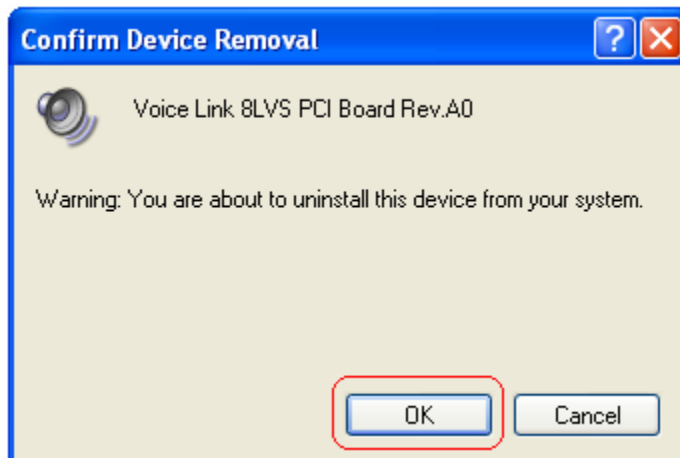 Confirm Device Removal
?
Voice Link 8LVS PCI Board Rev.A0
Warning: You are about to uninstall this device from your system.
OK Cancel